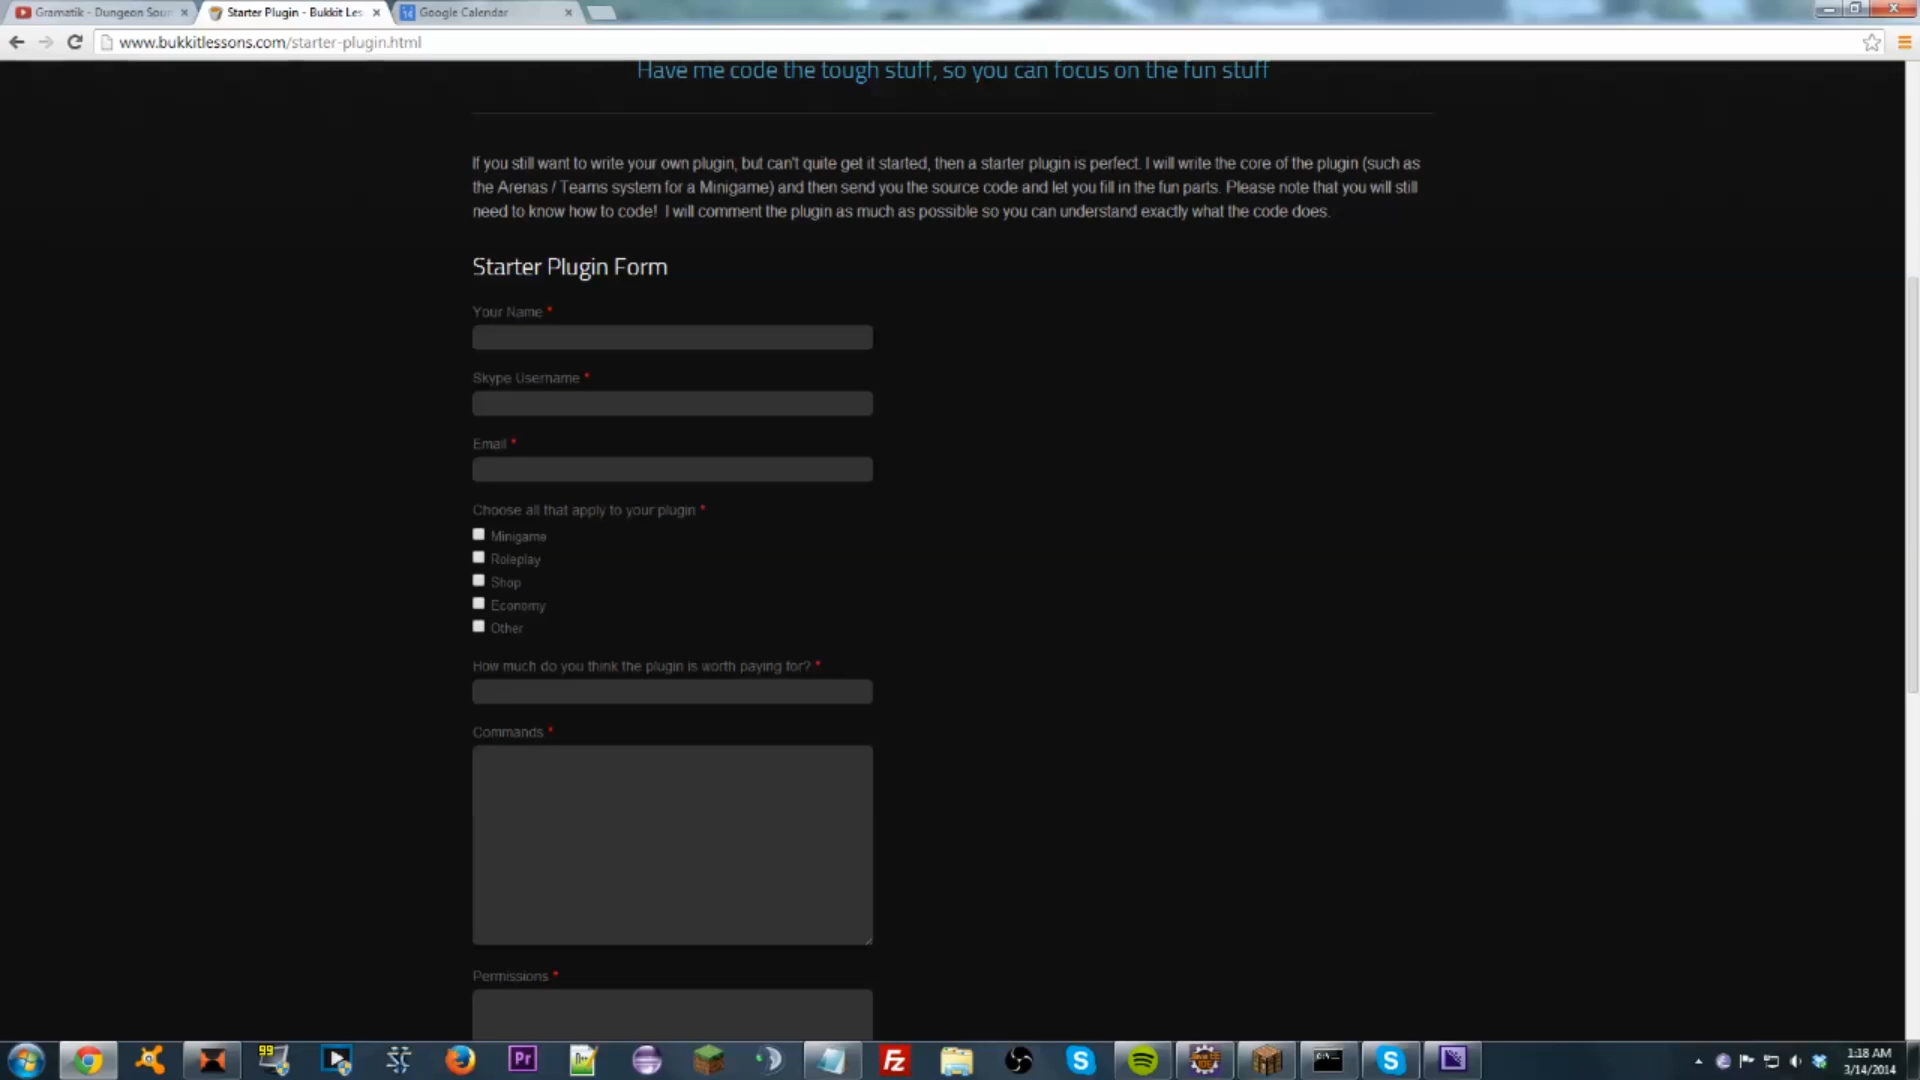 Gramatik - Dungeon Soun
Starter Plugin - Bukkit Les
14 Google Calendar
www.bukkitlessons.com/starter-plugin.html
Have me code the tough stuff, so you can focus on the fun stuff
If you still want to write your own plugin, but can't quite get it started, then a starter plugin is perfect. I will write the core of the plugin (such as
the Arenas / Teams system for a Minigame) and then send you the source code and let you fill in the fun parts. Please note that you will still
need to know how to code!  I will comment the plugin as much as possible so you can understand exactly what the code does.
Starter Plugin Form
Your Name *
Skype Username *
Email *
Choose all that apply to your plugin *
Minigame
Roleplay
Shop
Economy
Other
How much do you think the plugin is worth paying for? *
Commands *
Permissions *
99
Pr
Fz
1:18 AM
3/14/2014